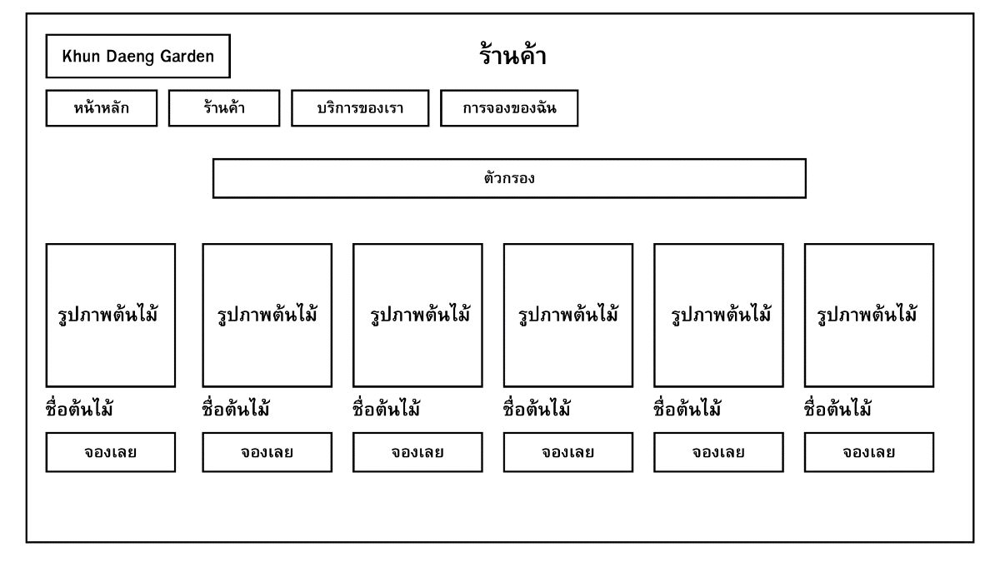 Khun Daeng Garden
ร้านค้า
หน้าหลัก ร้านค้า บริการของเรา การจองของฉัน
ตัวกรอง
รูปภาพต้นไม้ รูปภาพต้นไม้ รูปภาพต้นไม้ รูปภาพต้นไม้ รูปภาพต้นไม้ รูปภาพต้นไม้
ชื่อต้นไม้ ชื่อต้นไม้ ชื่อต้นไม้ ชื่อต้นไม้ ชื่อต้นไม้ ชื่อต้นไม้
จองเลย จองเลย จองเลย จองเลย จองเลย จองเลย